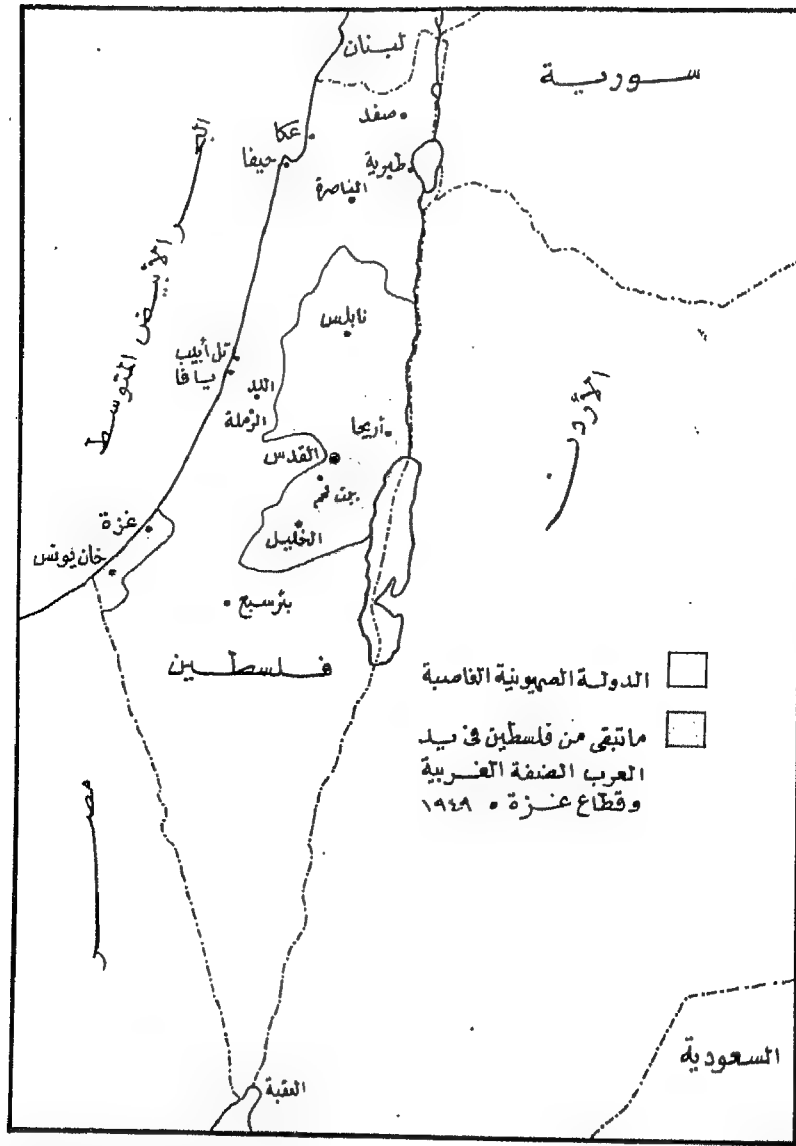 لبنان
سورية
صفد
عكا
حيفا
طبرية
الناصرة
البحر الأبيض المتوسط
نابلس
تل أبيب
يافا
اللد
الرملة
أريحا
القدس
بيت لحم
الخليل
الأردن
غزة
خان يونس
بئر سبع
فلسطين
الدولة الصهيونية الغاصبة
ماتبقى من فلسطين في يد
العرب الضفة الغربية
وقطاع غزة ٠ ١٩٤٩
مصر
السعودية
العقبة